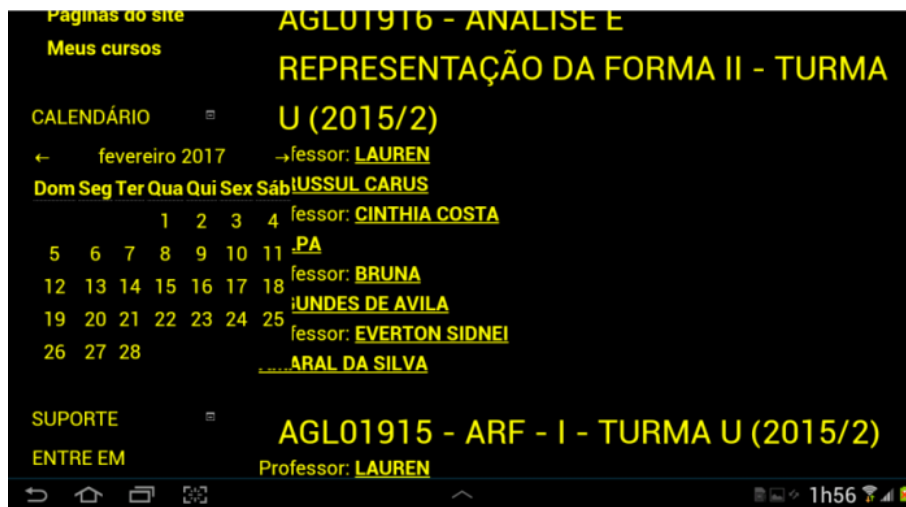 Páginas do site
Meus cursos
CALENDÁRIO
← fevereiro 2017 →
Dom Seg Ter Qua Qui Sex Sáb
1 2 3 4
5 6 7 8 9 10 11
12 13 14 15 16 17 18
19 20 21 22 23 24 25
26 27 28
SUPORTE
ENTRE EM
AGL01916 - ANÁLISE E
REPRESENTAÇÃO DA FORMA II - TURMA
U (2015/2)
fessor: LAUREN
RUSSUL CARUS
fessor: CINTHIA COSTA
LPA
fessor: BRUNA
GUNDES DE AVILA
fessor: EVERTON SIDNEI
ARAL DA SILVA
AGL01915 - ARF - I - TURMA U (2015/2)
Professor: LAUREN
1h56